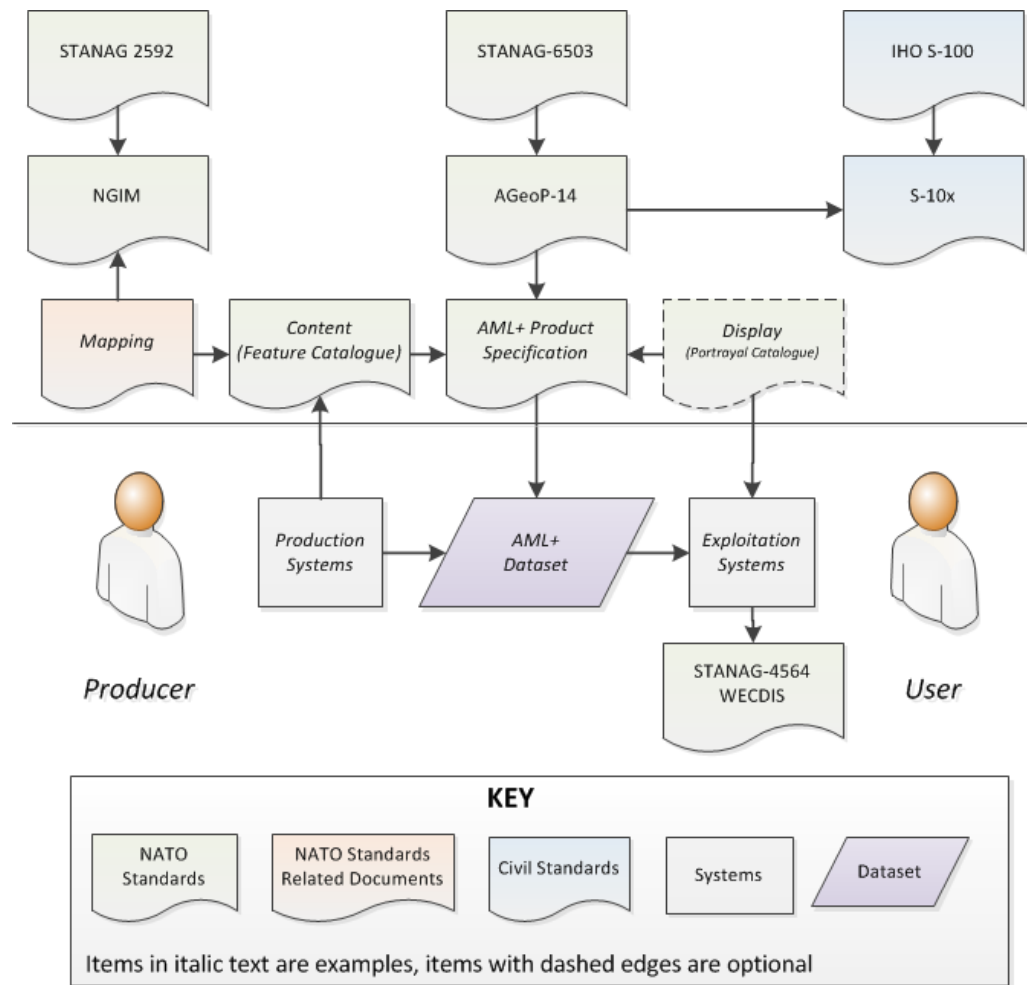 STANAG 2592
STANAG-6503
IHO S-100
NGIM
AGeoP-14
S-10x
Mapping
Content
(Feature Catalogue)
AML+ Product
Specification
Display
(Portrayal Catalogue)
Production
Systems
AML+
Dataset
Exploitation
Systems
Producer
STANAG-4564
WECDIS
User
KEY
NATO
Standards
NATO Standards
Related Documents
Civil Standards
Systems
Dataset
Items in italic text are examples, items with dashed edges are optional